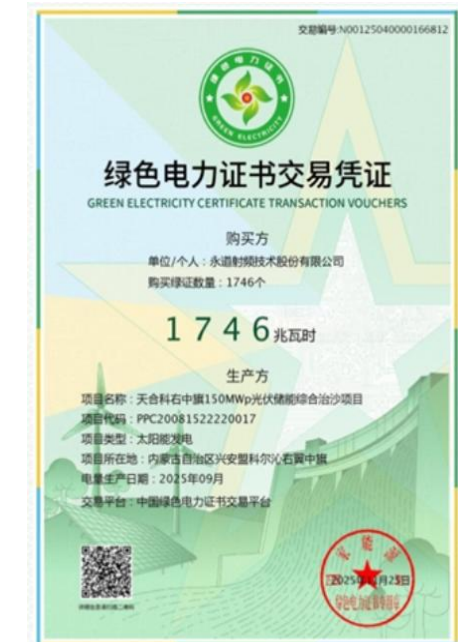 交易编号:N00125040000166812
绿色电力证书
GREEN ELECTRICITY
绿色电力证书交易凭证
GREEN ELECTRICITY CERTIFICATE TRANSACTION VOUCHERS
购买方
单位/个人：永道射频技术股份有限公司
购买绿证数量：1746个
1746兆瓦时
生产方
项目名称：天合科右中旗150MWp光伏储能综合治沙项目
项目代码：PPC20081522220017
项目类型：太阳能发电
项目所在地：内蒙古自治区兴安盟科尔沁右翼中旗
电量生产日期：2025年09月
交易平台：中国绿色电力证书交易平台